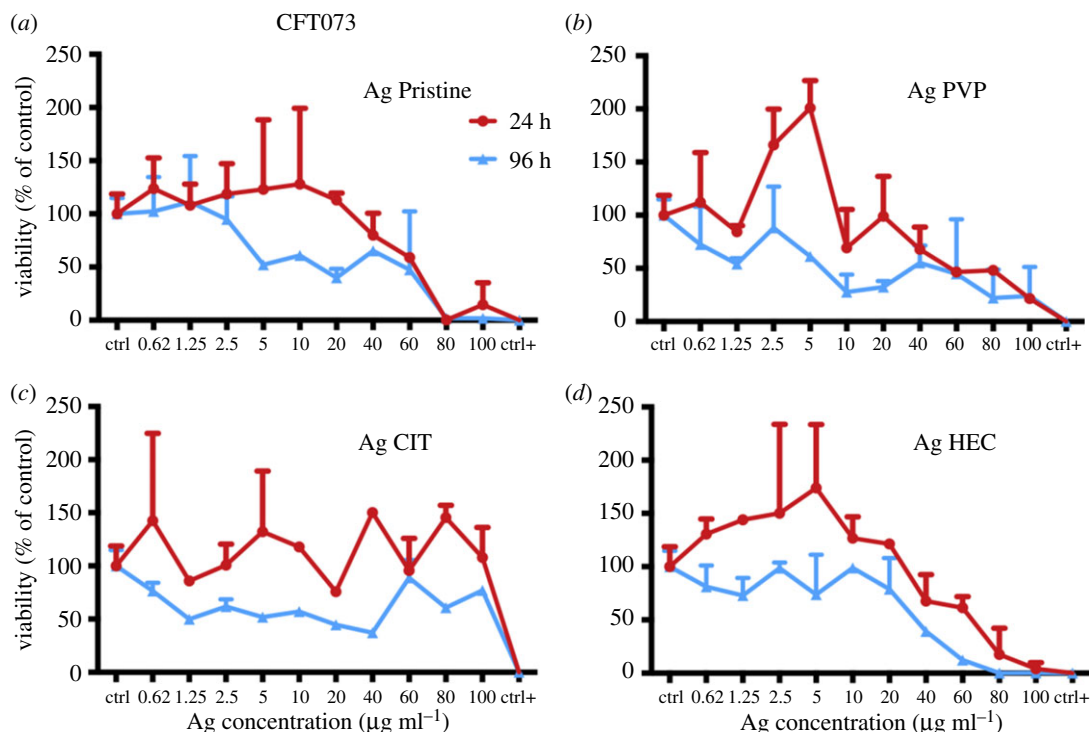 (a) CFT073
250
200
150
100
50
0
viability (% of control)
Ag Pristine
24 h
96 h
ctrl 0.62 1.25 2.5 5 10 20 40 60 80 100 ctrl+
(b)
250
200
150
100
50
0
Ag PVP
ctrl 0.62 1.25 2.5 5 10 20 40 60 80 100 ctrl+
(c)
250
200
150
100
50
0
viability (% of control)
Ag CIT
ctrl 0.62 1.25 2.5 5 10 20 40 60 80 100 ctrl+
Ag concentration (μg ml⁻¹)
(d)
250
200
150
100
50
0
Ag HEC
ctrl 0.62 1.25 2.5 5 10 20 40 60 80 100 ctrl+
Ag concentration (μg ml⁻¹)